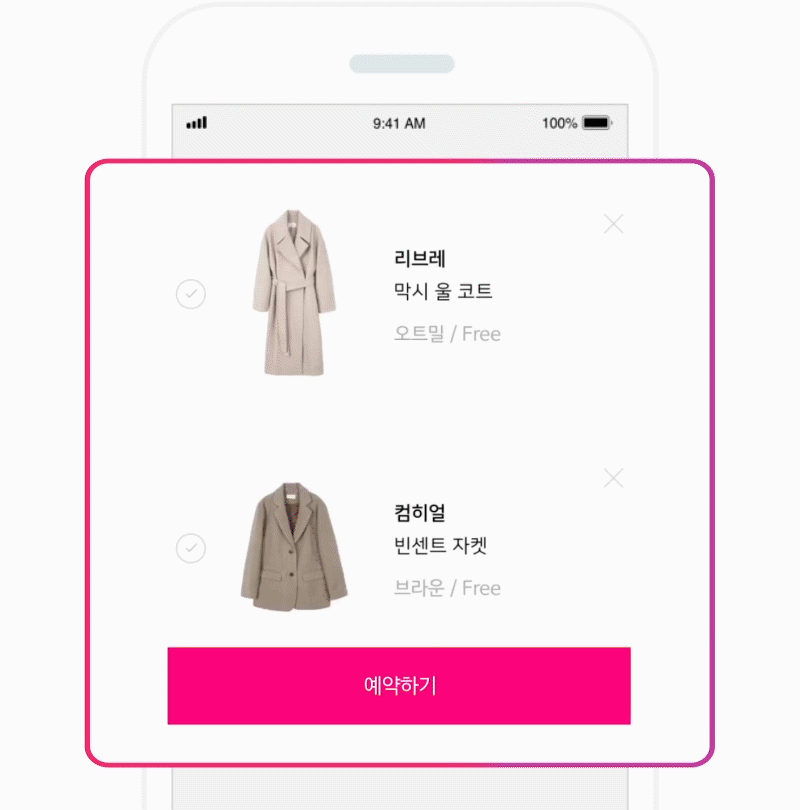 9:41 AM
100%
리브레
막시 울 코트
오트밀 / Free
컴히얼
빈센트 자켓
브라운 / Free
예약하기